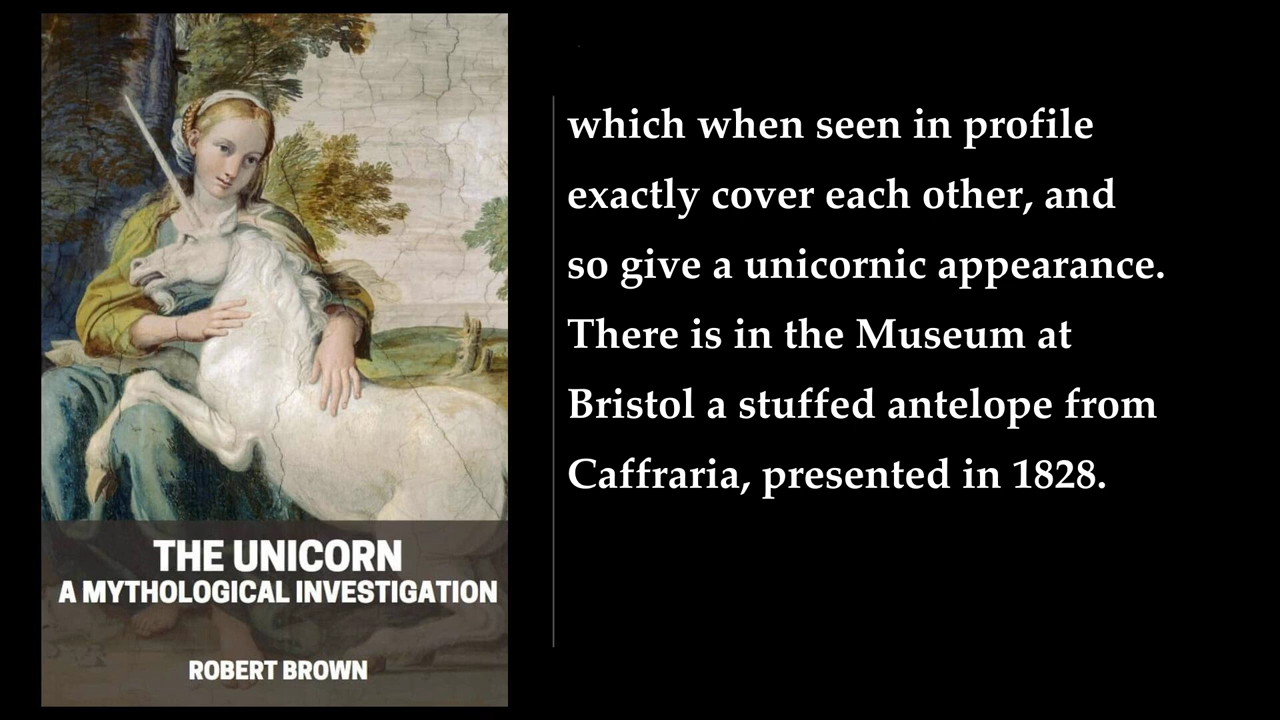 which when seen in profile
exactly cover each other, and
so give a unicornic appearance.
There is in the Museum at
Bristol a stuffed antelope from
Caffraria, presented in 1828.
THE UNICORN
A MYTHOLOGICAL INVESTIGATION
ROBERT BROWN